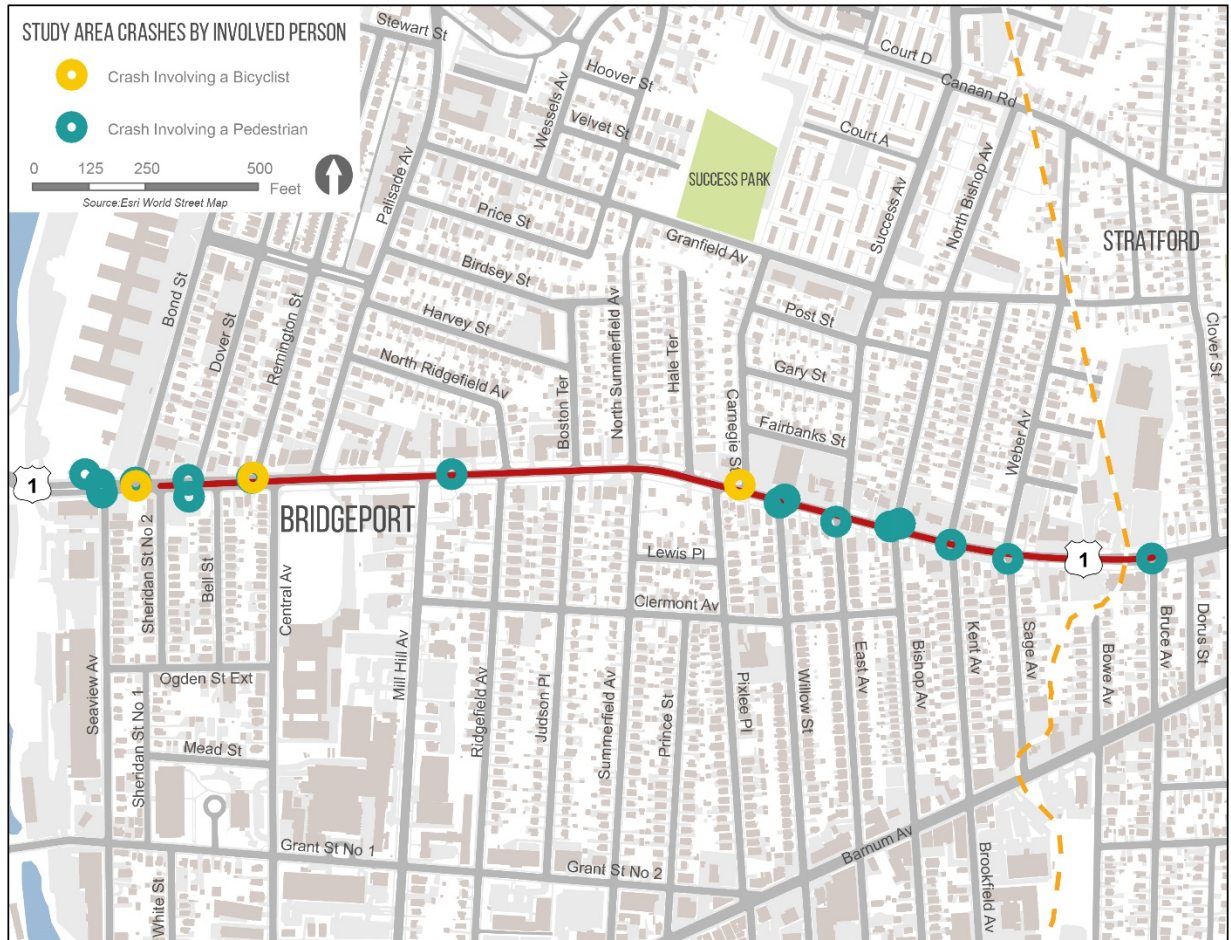 STUDY AREA CRASHES BY INVOLVED PERSON
Crash Involving a Bicyclist
Crash Involving a Pedestrian
0 125 250 500
Feet
Source:Esri World Street Map
Stewart St
Court D
Hoover St
Wessels Av
Canaan Rd
Velvet St
Court A
Palisade Av
SUCCESS PARK
North Bishop Av
Success Av
Price St
Granfield Av
STRATFORD
Birdsey St
Bond St
Harvey St
Post St
Clover St
Dover St
Remington St
North Ridgefield Av
Boston Ter
North Summerfield Av
Hale Ter
Gary St
Carnegie St
Fairbanks St
Weber Av
1
BRIDGEPORT
1
Sheridan St No 2
Bell St
Central Av
Lewis Pl
Clermont Av
Seaview Av
Ogden St Ext
Mill Hill Av
Ridgefield Av
Judson Pl
Summerfield Av
Prince St
Pixlee Pl
Willow St
East Av
Bishop Av
Kent Av
Sage Av
Bowe Av
Bruce Av
Dorus St
Sheridan St No 1
Mead St
Grant St No 1
Grant St No 2
Barnum Av
White St
Brookfield Av